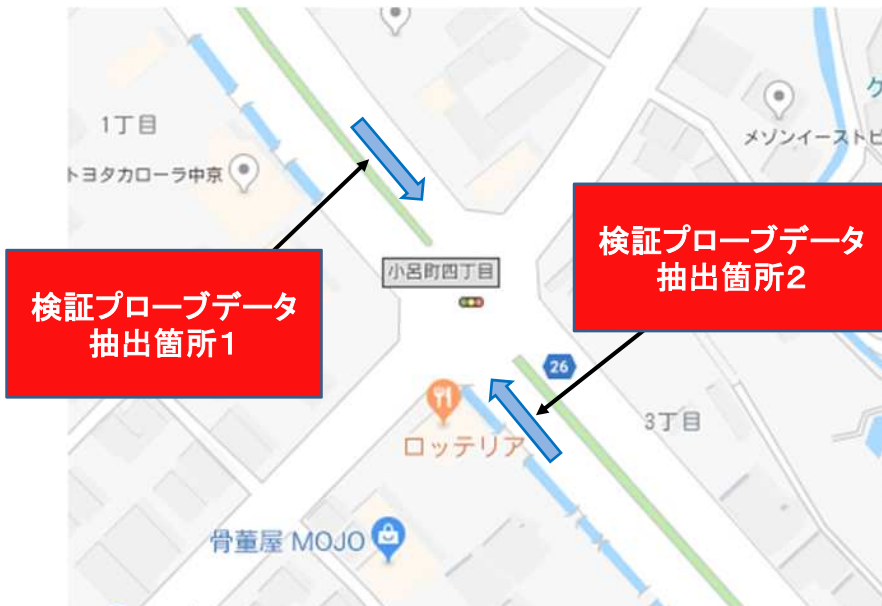 1丁目
トヨタカローラ中京
メゾンイーストビ
検証プローブデータ
抽出箇所1
小呂町四丁目
検証プローブデータ
抽出箇所2
26
ロッテリア
3丁目
骨董屋 MOJO